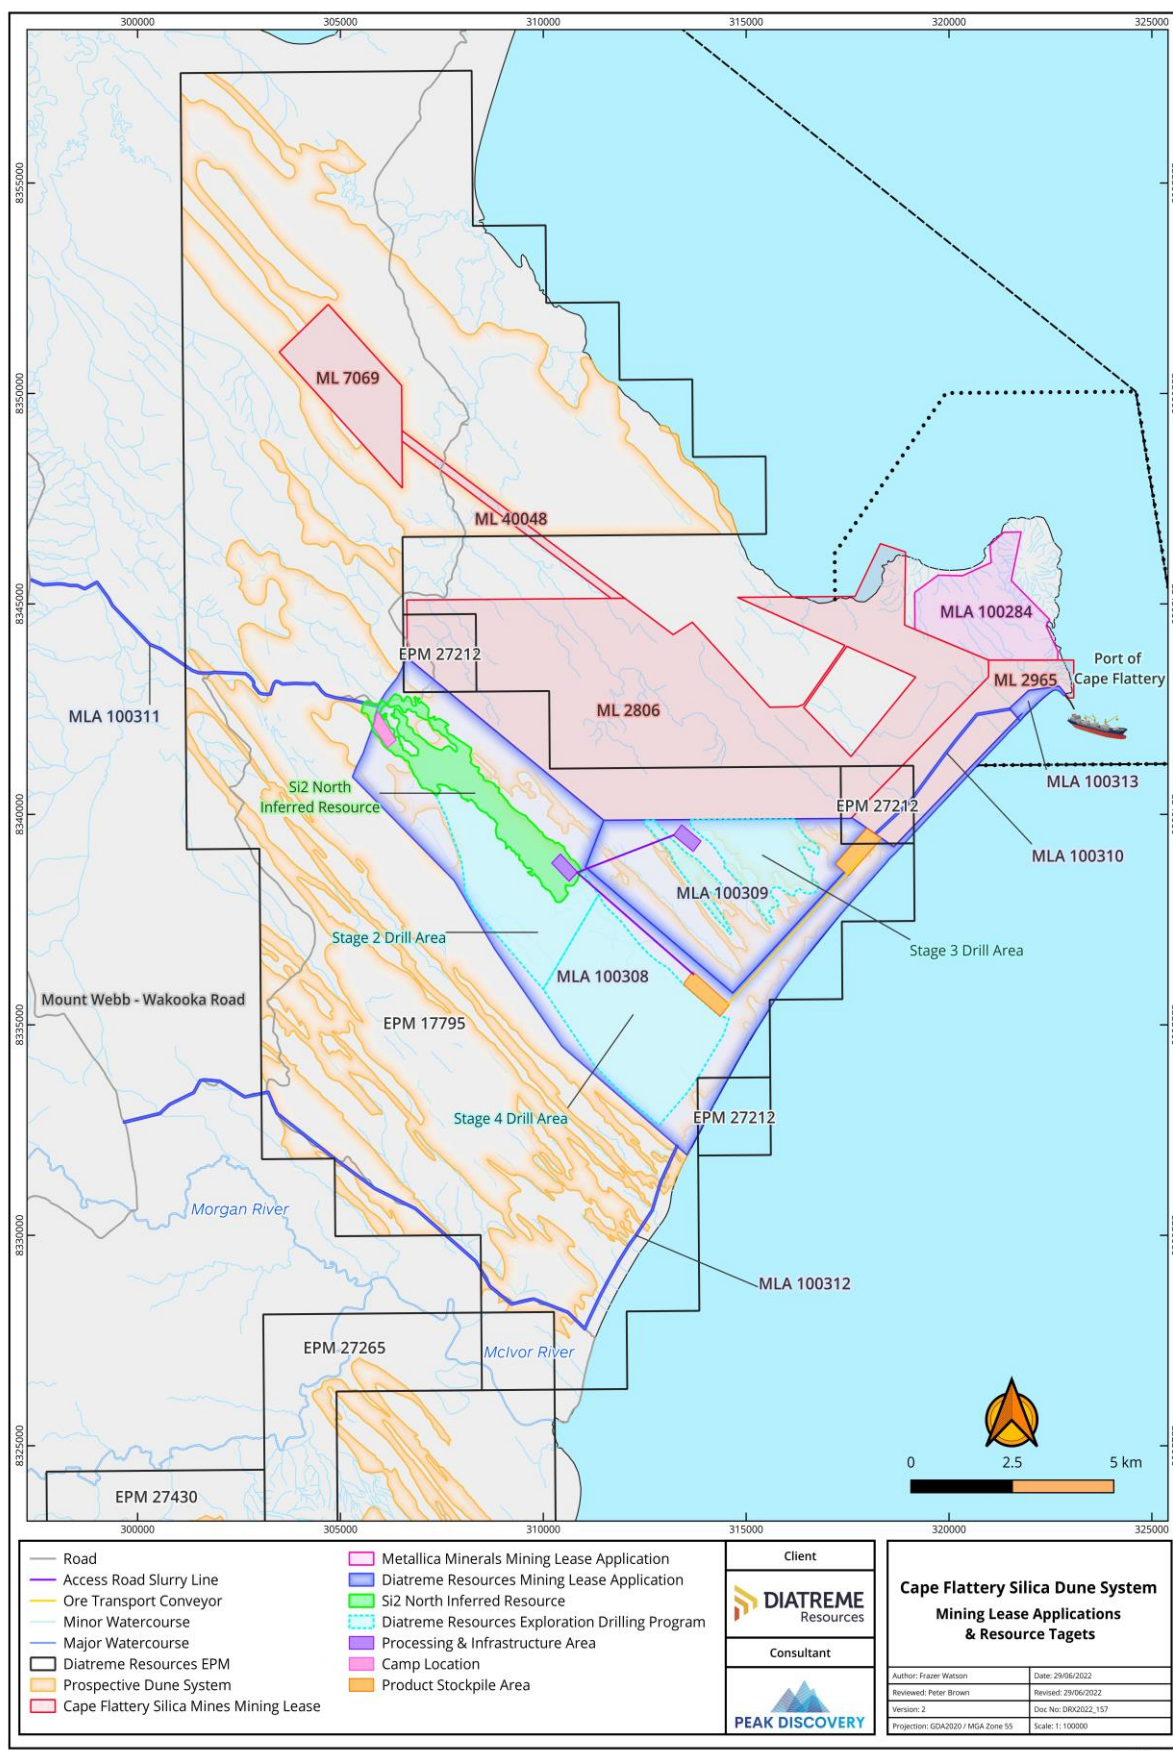 300000
305000
310000
315000
320000
325000
8355000
8350000
8345000
8340000
8335000
8330000
8325000
ML 7069
ML 40048
MLA 100284
EPM 27212
Port of
Cape Flattery
ML 2965
ML 2806
MLA 100311
MLA 100313
Si2 North
Inferred Resource
EPM 27212
MLA 100310
MLA 100309
Stage 2 Drill Area
Stage 3 Drill Area
MLA 100308
Mount Webb - Wakooka Road
EPM 17795
Stage 4 Drill Area
EPM 27212
Morgan River
MLA 100312
EPM 27265
McIvor River
EPM 27430
0
2.5
5 km
300000
305000
310000
315000
320000
325000
Road
Access Road Slurry Line
Ore Transport Conveyor
Minor Watercourse
Major Watercourse
Diatreme Resources EPM
Prospective Dune System
Cape Flattery Silica Mines Mining Lease
Metallica Minerals Mining Lease Application
Diatreme Resources Mining Lease Application
Si2 North Inferred Resource
Diatreme Resources Exploration Drilling Program
Processing & Infrastructure Area
Camp Location
Product Stockpile Area
Client
DIATREME
Resources
Consultant
PEAK DISCOVERY
Cape Flattery Silica Dune System
Mining Lease Applications
& Resource Tagets
Author: Frazer Watson
Date: 29/06/2022
Reviewed: Peter Brown
Revised: 29/06/2022
Version: 2
Doc No: DRX2022_157
Projection: GDA2020 / MGA Zone 55
Scale: 1: 100000